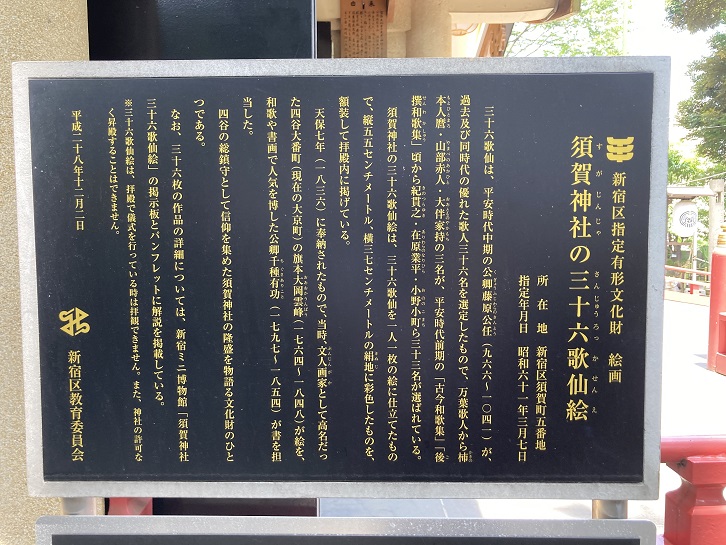 新宿区指定有形文化財　絵画
須賀神社の三十六歌仙絵
すがじんじゃ　さんじゅうろっかせんえ
所在地　新宿区須賀町五番地
指定年月日　昭和六十一年三月七日
三十六歌仙は、平安時代中期の公卿藤原公任（九六六～一〇四一）が、
過去及び同時代の優れた歌人三十六名を選定したもので、万葉歌人から柿
本人麿・山部赤人・大伴家持の三名が、平安時代前期の「古今和歌集」「後
撰和歌集」頃から紀貫之・在原業平・小野小町ら三十三名が選ばれている。
須賀神社の三十六歌仙絵は、三十六歌仙を一人一枚の絵に仕立てたもの
で、縦五五センチメートル、横三七センチメートルの絹地に彩色したものを、
額装して拝殿内に掲げている。
天保七年（一八三六）に奉納されたもので、当時、文人画家として高名だっ
た四谷大番町（現在の大京町）の旗本大岡雲峰（一七六四～一八四八）が絵を、
和歌や書画で人気を博した公卿千種有功（一七九七～一八五四）が書を担
当した。
四谷の総鎮守として信仰を集めた須賀神社の隆盛を物語る文化財のひと
つである。
なお、三十六枚の作品の詳細については、新宿ミニ博物館「須賀神社
三十六歌仙絵」の掲示板とパンフレットに解説を掲載している。
※三十六歌仙絵は、拝殿で儀式を行っている時は拝観できません。また、神社の許可な
く昇殿することはできません。
平成二十八年十二月二日
新宿区教育委員会